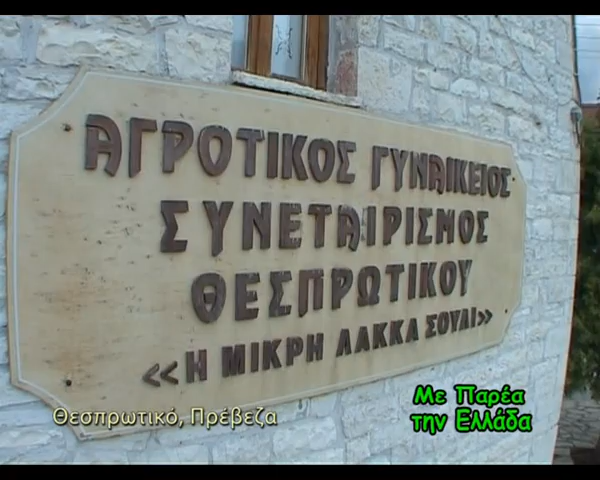 ΑΓΡΟΤΙΚΟΣ ΓΥΝΑΙΚΕΙΟΣ
ΣΥΝΕΤΑΙΡΙΣΜΟΣ
ΘΕΣΠΡΩΤΙΚΟΥ
<<Η ΜΙΚΡΗ ΛΑΚΚΑ ΣΟΥΛΙ>>
Θεσπρωτικό, Πρέβεζα
Με Παρέα
την Ελλάδα